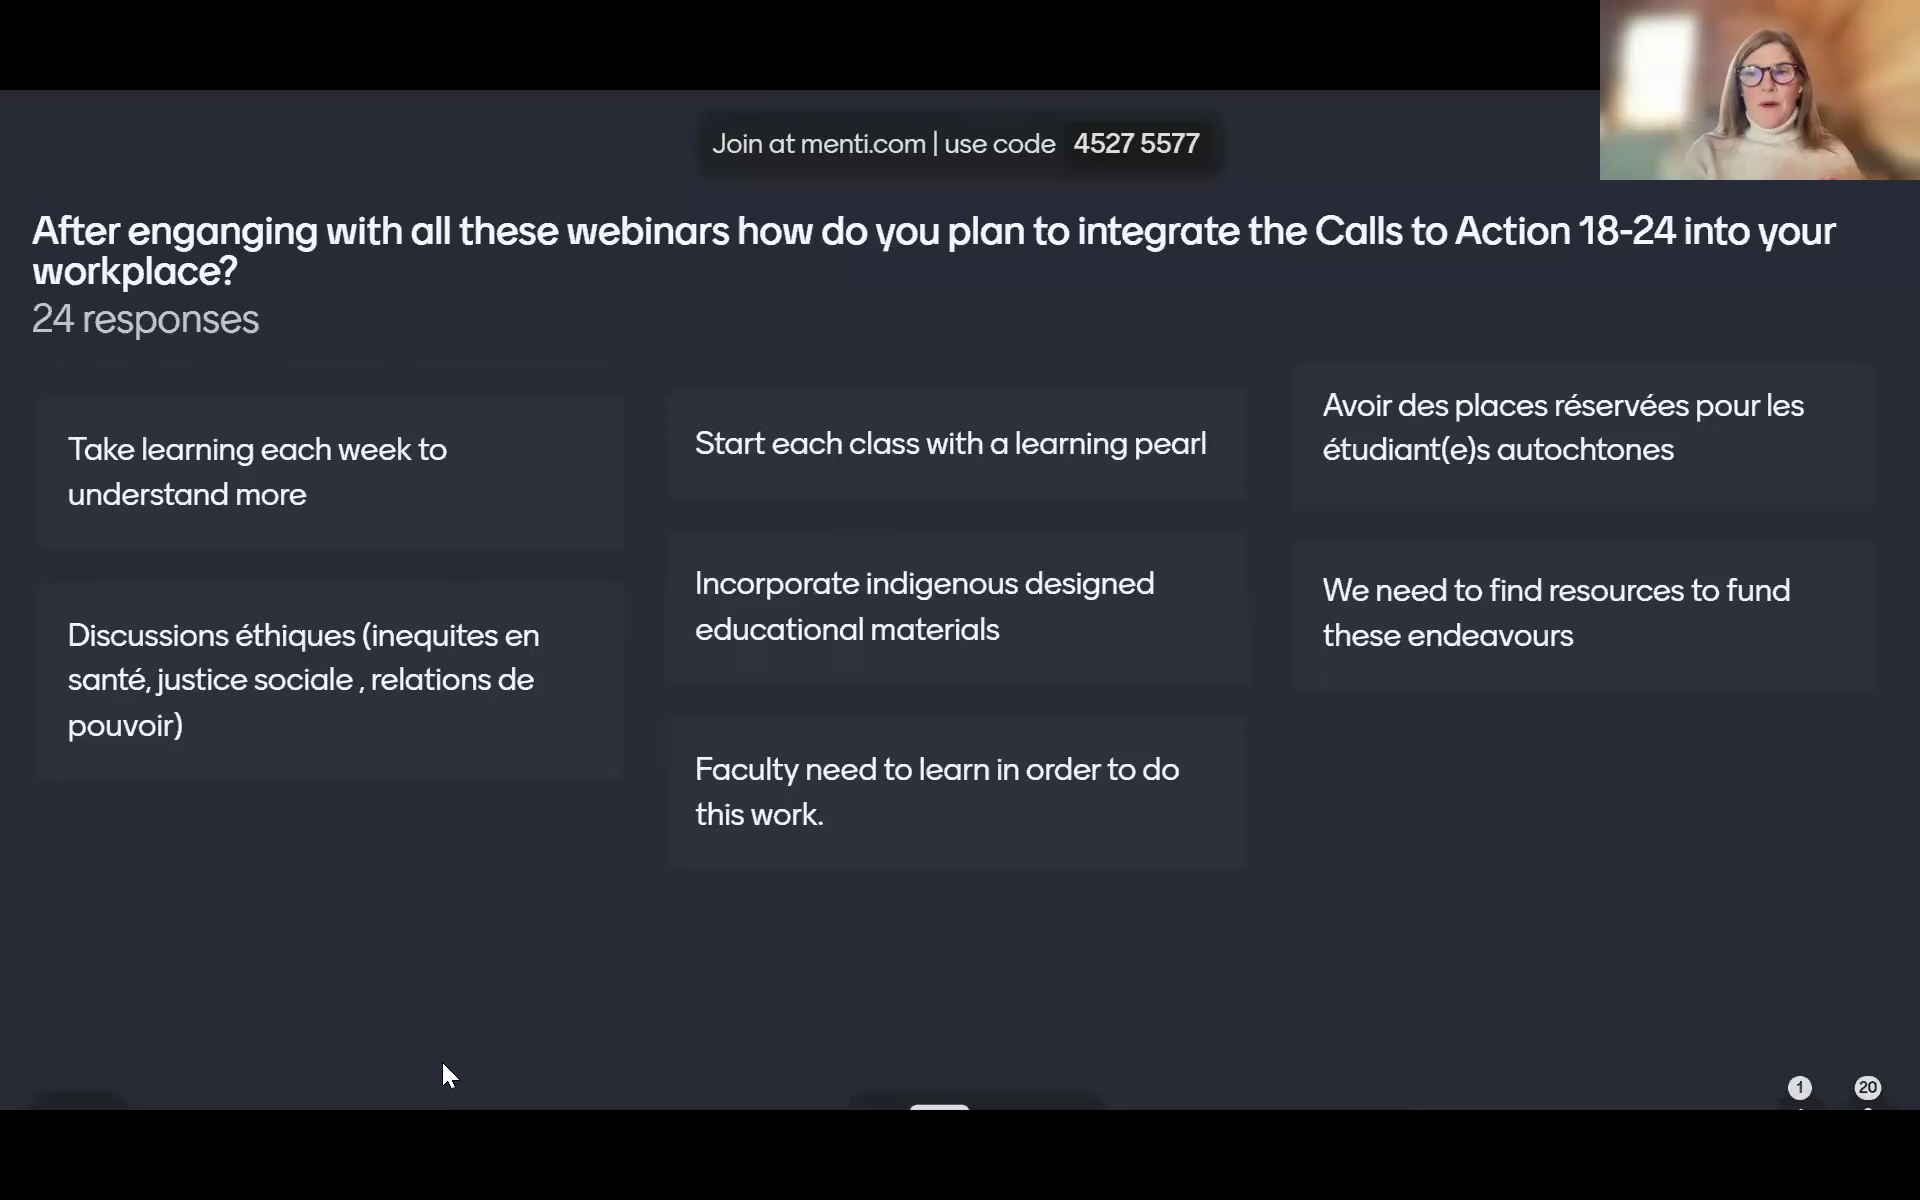 Join at menti.com | use code 4527 5577
After enganging with all these webinars how do you plan to integrate the Calls to Action 18-24 into your
workplace?
24 responses
Take learning each week to
understand more
Discussions éthiques (inequites en
santé, justice sociale , relations de
pouvoir)
Start each class with a learning pearl
Incorporate indigenous designed
educational materials
Faculty need to learn in order to do
this work.
Avoir des places réservées pour les
étudiant(e)s autochtones
We need to find resources to fund
these endeavours
1
20